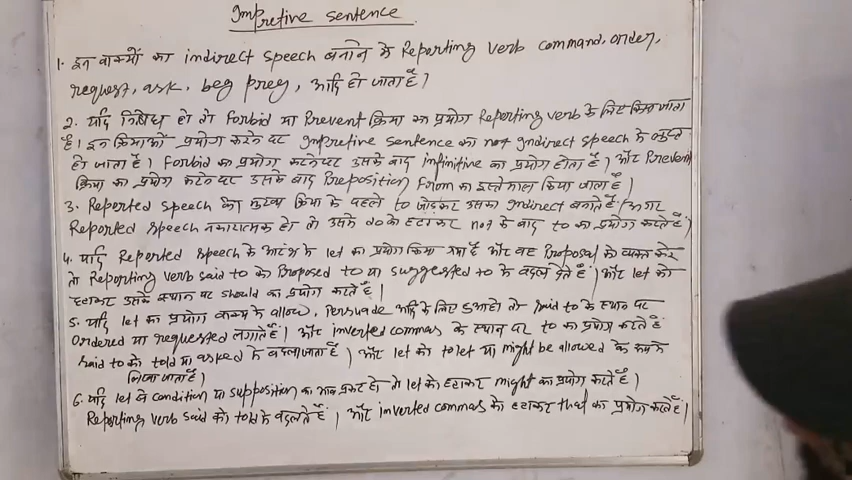 Impretive sentence
1. इन वाक्यों का indirect speech बनाने में Reporting verb command, order,
request, ask, beg prey, आदि हो जाता है।
2. यदि निषेध हो तो Forbid या Prevent क्रिया का प्रयोग Reporting verb के लिए किया जाता
है। इन क्रियाओं प्रयोग करने पर Impretive sentence का not Indirect speech में लुप्त
हो जाता है। Forbid का प्रयोग करने पर उसके बाद infinitive का प्रयोग होता है। और Prevent
क्रिया का प्रयोग करने पर उसके बाद Preposition From का इस्तेमाल किया जाता है।
3. Reported speech का मुख्य क्रिया के पहले to जोड़कर उसका Indirect बनाते हैं। अगर
Reported speech नकारात्मक हो तो उसके do को हटाकर not के बाद to का प्रयोग करते हैं।
4. यदि Reported speech के आरंभ में let का प्रयोग किया गया है और वह Proposal को व्यक्त करे
तो Reporting verb said to को Proposed to या suggested to में बदल देते हैं। और let को
हटाकर उसके स्थान पर should का प्रयोग करते हैं।
5. यदि let का प्रयोग वाक्य में allow, Persuade आदि के लिए हुआ हो तो said to के स्थान पर
ordered या requested लगाते हैं। और inverted commas के स्थान पर to का प्रयोग करते हैं
said to को told या asked में बदला जाता है। और let को to let या might be allowed के रूप में
लिखा जाता है।
6. यदि let से condition या supposition का भाव प्रकट हो तो let को हटाकर might का प्रयोग करते हैं।
Reporting verb said को told में बदलते हैं। और inverted commas को हटाकर that का प्रयोग करते हैं।